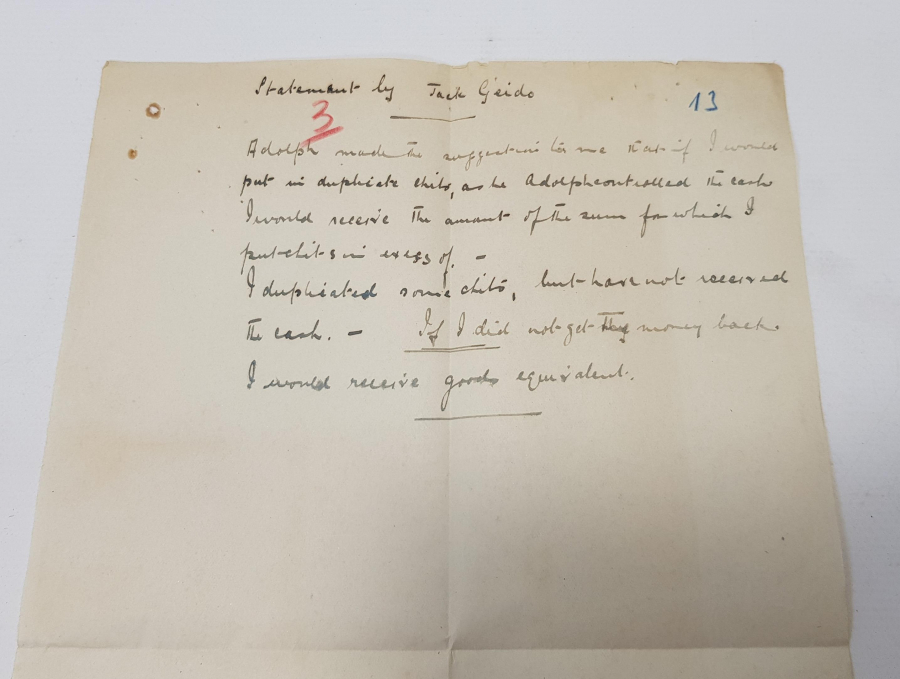 Statement by Jack Geido
13
3
Adolph made the suggestion to me that if I would
put in duplicate chits, as he Adolph controlled the cash
I would receive the amount of the sum for which I
put chits in exess of. -
I duplicated some chits, but have not received
the cash. - If I did not get the money back.
I would receive goods equivalent.